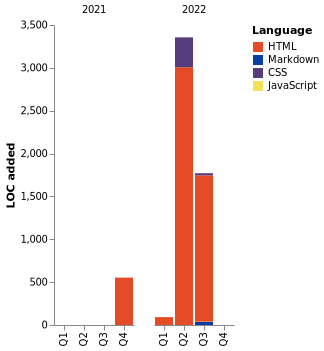 2021 2022
Language
HTML
Markdown
CSS
JavaScript
LOC added
3,500
3,000
2,500
2,000
1,500
1,000
500
0
Q1 Q2 Q3 Q4 Q1 Q2 Q3 Q4